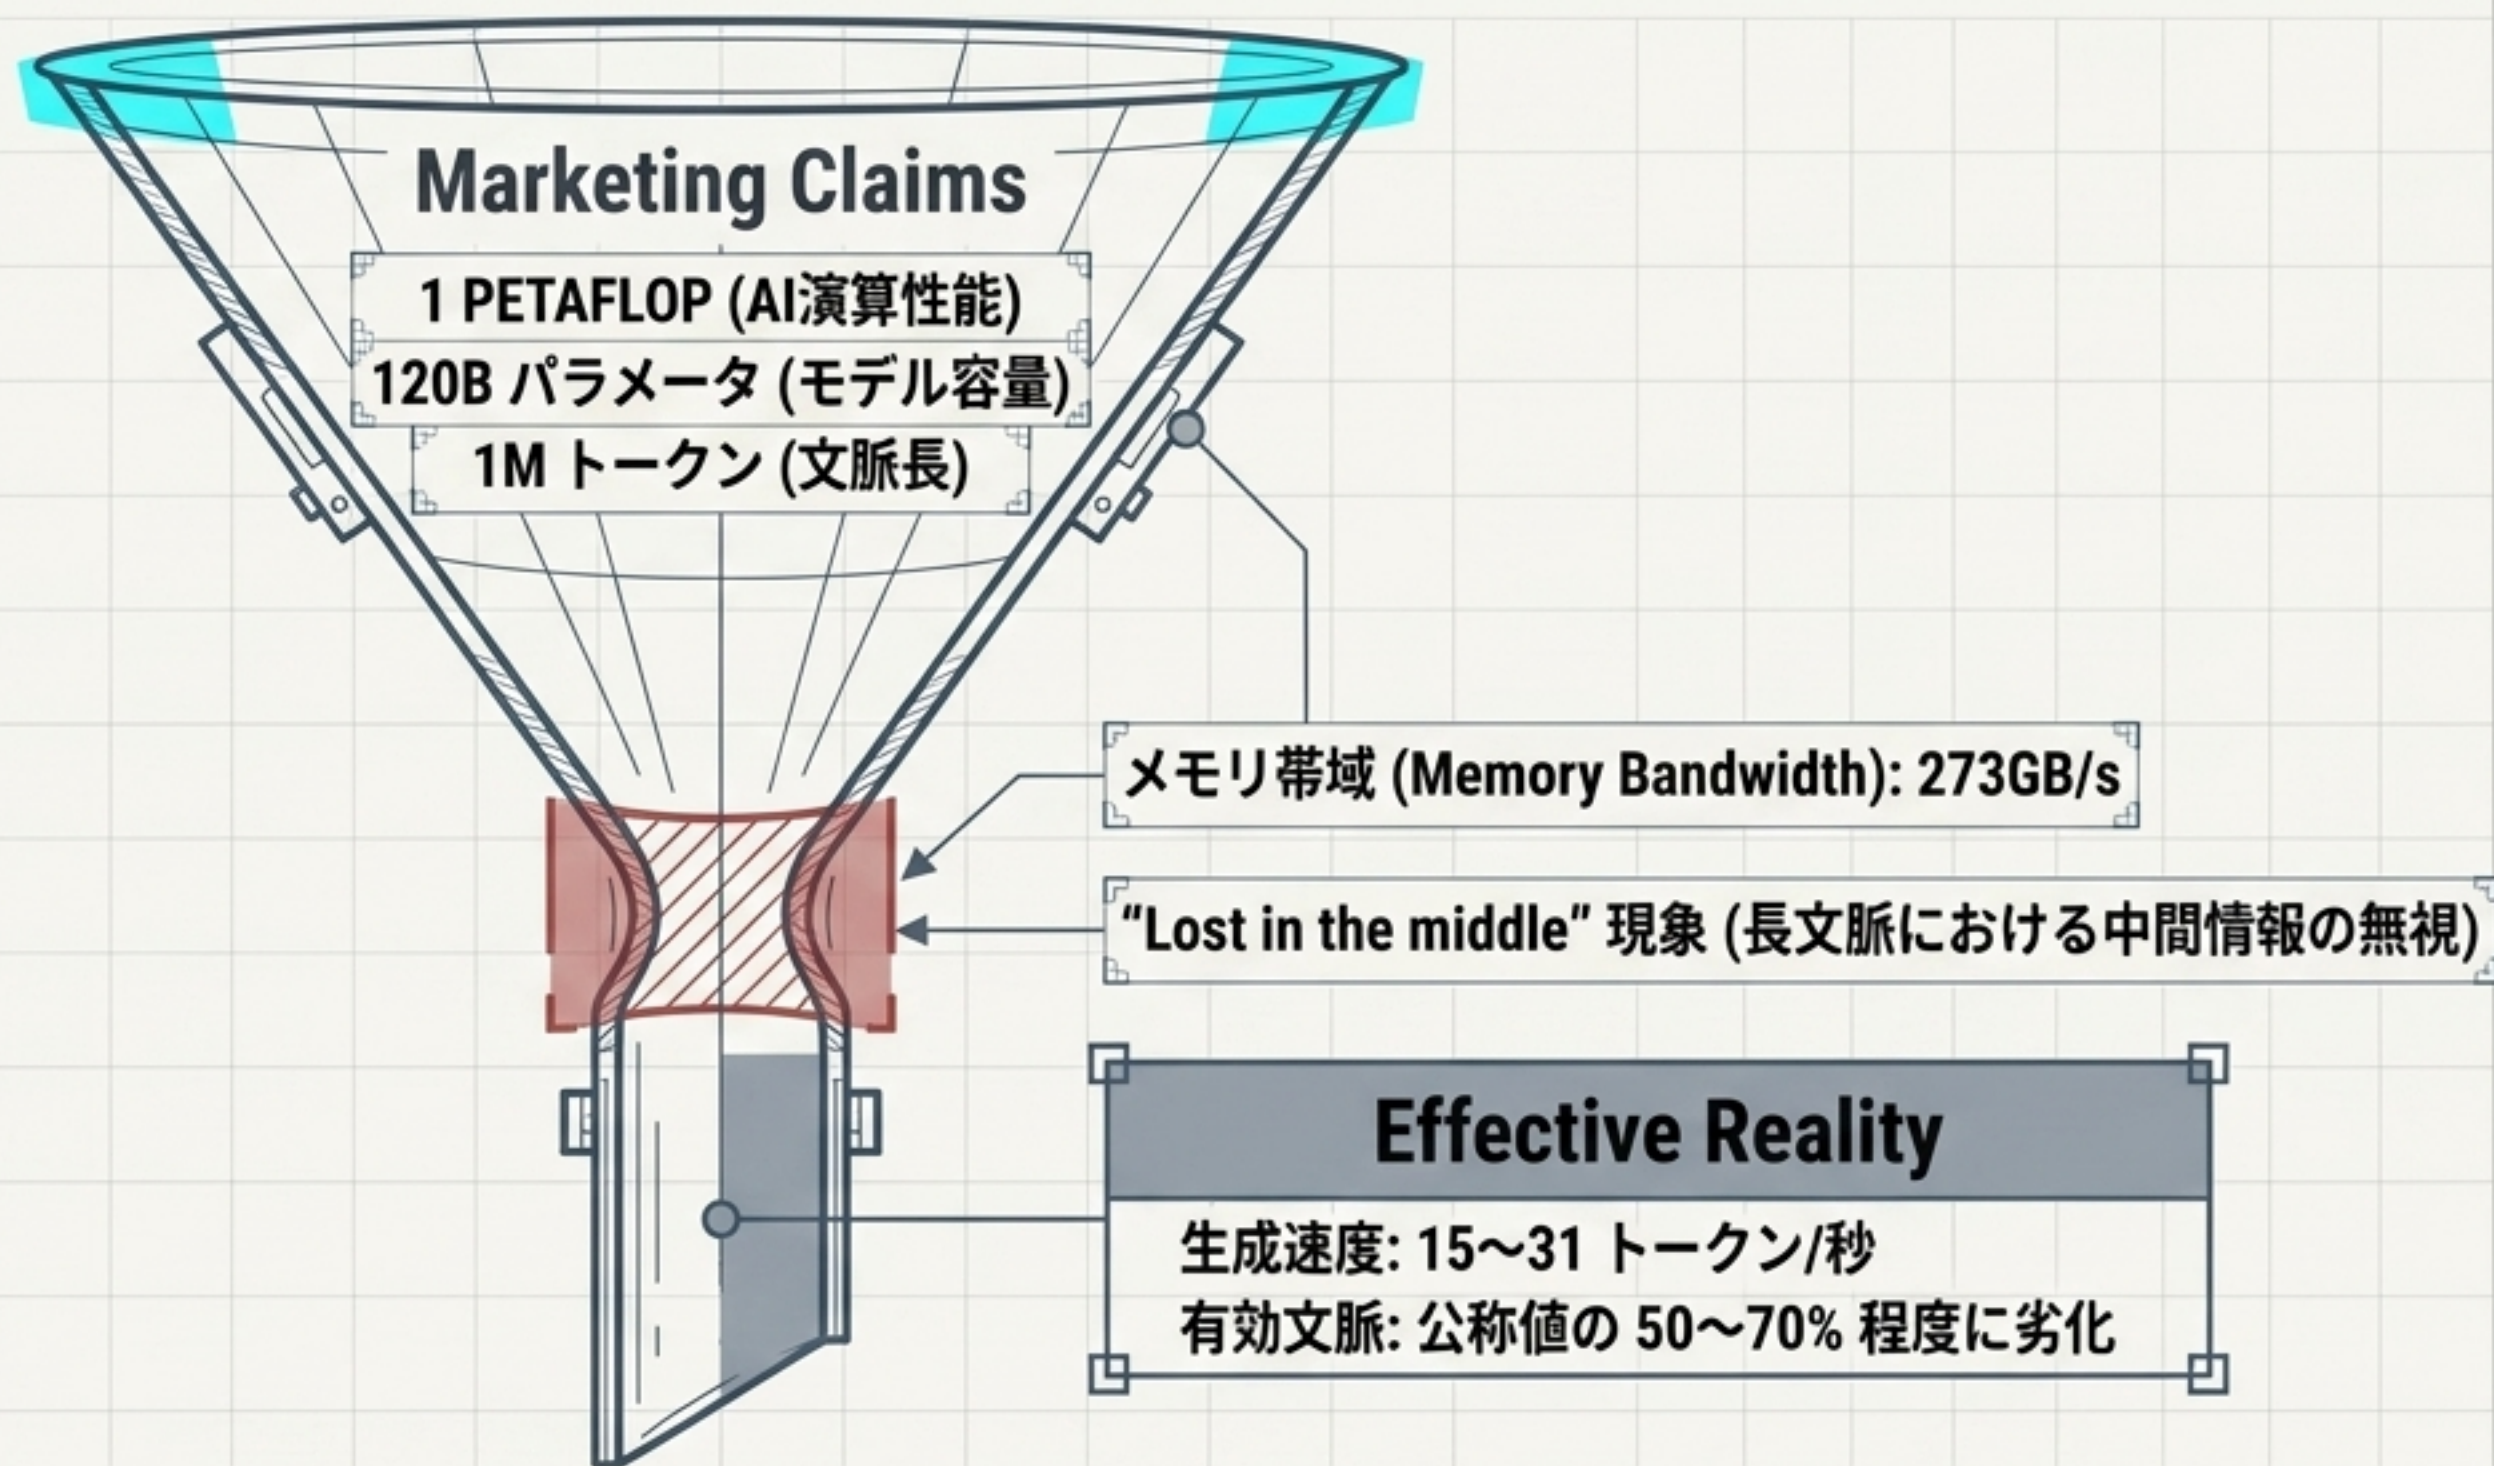 Marketing Claims
1 PETAFLOP (AI演算性能)
120B パラメータ (モデル容量)
1M トークン (文脈長)
メモリ帯域 (Memory Bandwidth): 273GB/s
“Lost in the middle” 現象 (長文脈における中間情報の無視)
Effective Reality
生成速度: 15〜31 トークン/秒
有効文脈: 公称値の 50〜70% 程度に劣化